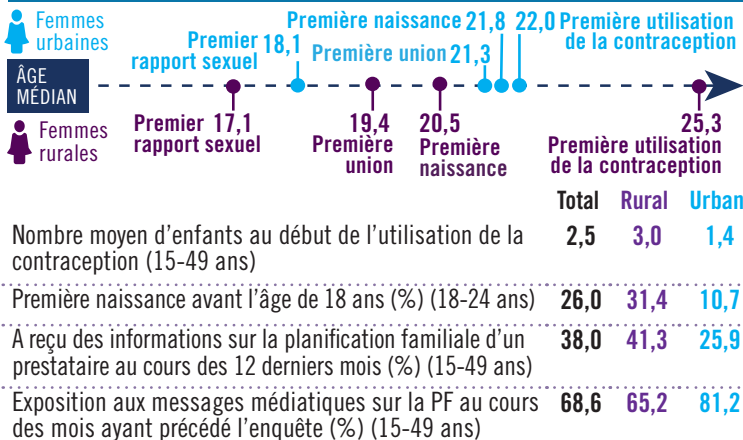 Femmes
urbaines
Premier
rapport sexuel 18,1
Première naissance 21,8
Première union 21,3
22,0 Première utilisation
de la contraception
ÂGE
MÉDIAN
Femmes
rurales
Premier 17,1
rapport sexuel
19,4
Première
union
20,5
Première
naissance
25,3
Première utilisation
de la contraception
Total Rural Urban
Nombre moyen d’enfants au début de l’utilisation de la
contraception (15-49 ans)
2,5 3,0 1,4
Première naissance avant l’âge de 18 ans (%) (18-24 ans) 26,0 31,4 10,7
A reçu des informations sur la planification familiale d’un
prestataire au cours des 12 derniers mois (%) (15-49 ans)
38,0 41,3 25,9
Exposition aux messages médiatiques sur la PF au cours
des mois ayant précédé l’enquête (%) (15-49 ans)
68,6 65,2 81,2